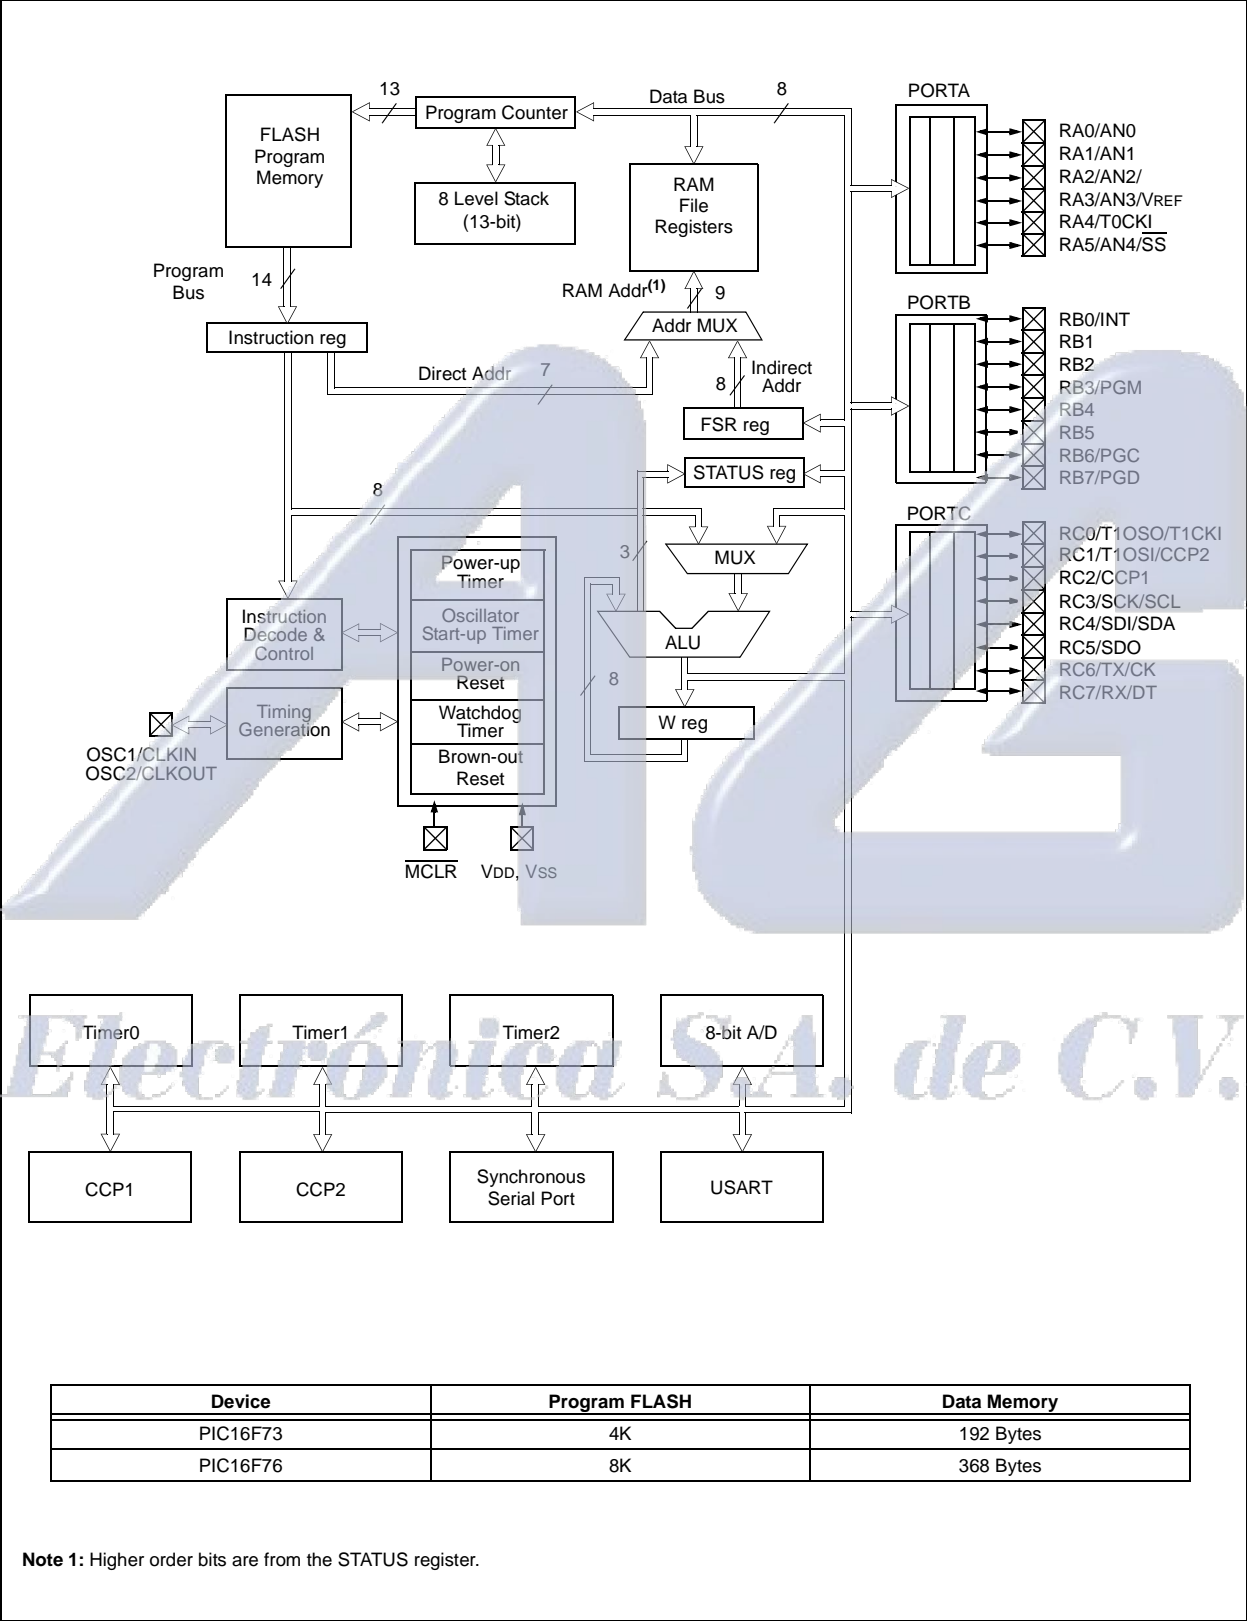 13
Program Counter
Data Bus
8
PORTA
FLASH
Program
Memory
8 Level Stack
(13-bit)
RAM
File
Registers
RA0/AN0
RA1/AN1
RA2/AN2/
RA3/AN3/VREF
RA4/T0CKI
RA5/AN4/SS
Program
Bus
14
RAM Addr(1)
9
PORTB
Addr MUX
Instruction reg
Direct Addr
7
Indirect
Addr
8
FSR reg
RB0/INT
RB1
RB2
RB3/PGM
RB4
RB5
RB6/PGC
RB7/PGD
STATUS reg
8
PORTC
3
MUX
Power-up
Timer
Oscillator
Start-up Timer
Power-on
Reset
Watchdog
Timer
Brown-out
Reset
Instruction
Decode &
Control
ALU
8
W reg
Timing
Generation
RC0/T1OSO/T1CKI
RC1/T1OSI/CCP2
RC2/CCP1
RC3/SCK/SCL
RC4/SDI/SDA
RC5/SDO
RC6/TX/CK
RC7/RX/DT
OSC1/CLKIN
OSC2/CLKOUT
MCLR
VDD, VSS
AG
Timer0
Timer1
Timer2
8-bit A/D
Electrónica S.A. de C.V.
CCP1
CCP2
Synchronous
Serial Port
USART
Device Program FLASH Data Memory
PIC16F73 4K 192 Bytes
PIC16F76 8K 368 Bytes
Note 1: Higher order bits are from the STATUS register.